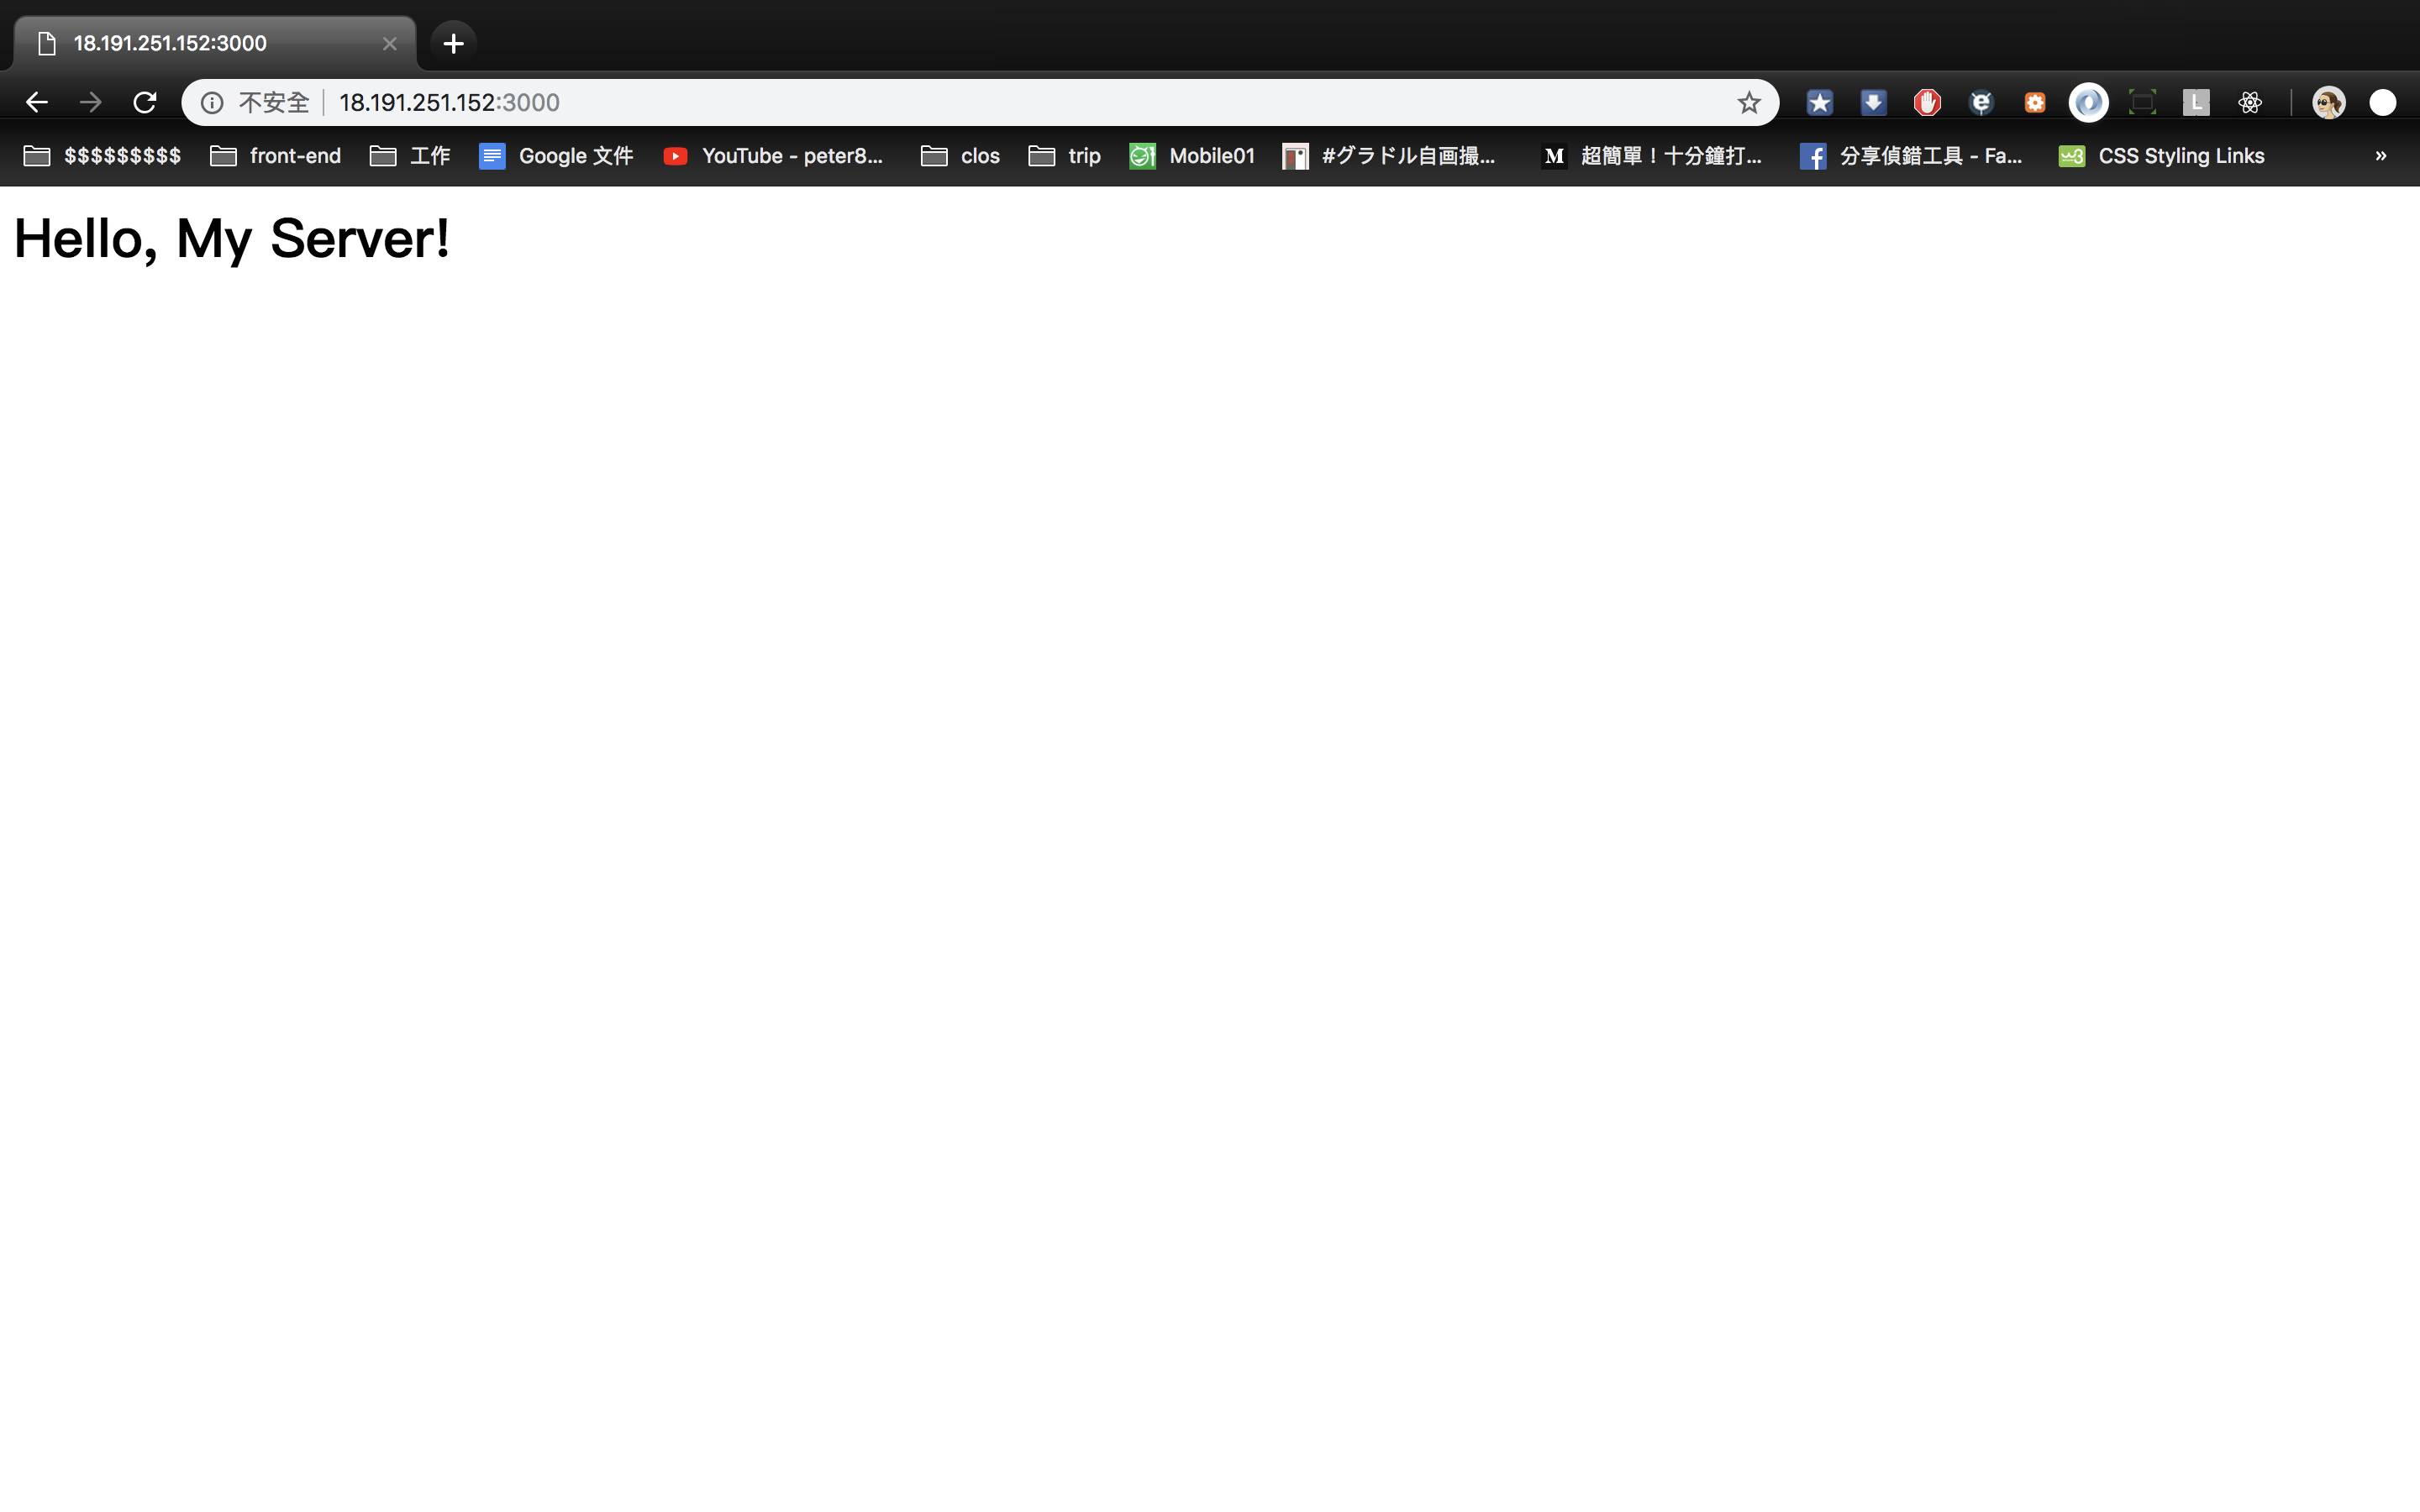 18.191.251.152:3000
不安全 18.191.251.152:3000
$$$$$$$$$ front-end 工作 Google 文件 YouTube - peter8... clos trip Mobile01 #グラドル自画撮... M 超簡單！十分鐘打... 分享偵錯工具 - Fa... CSS Styling Links »
Hello, My Server!